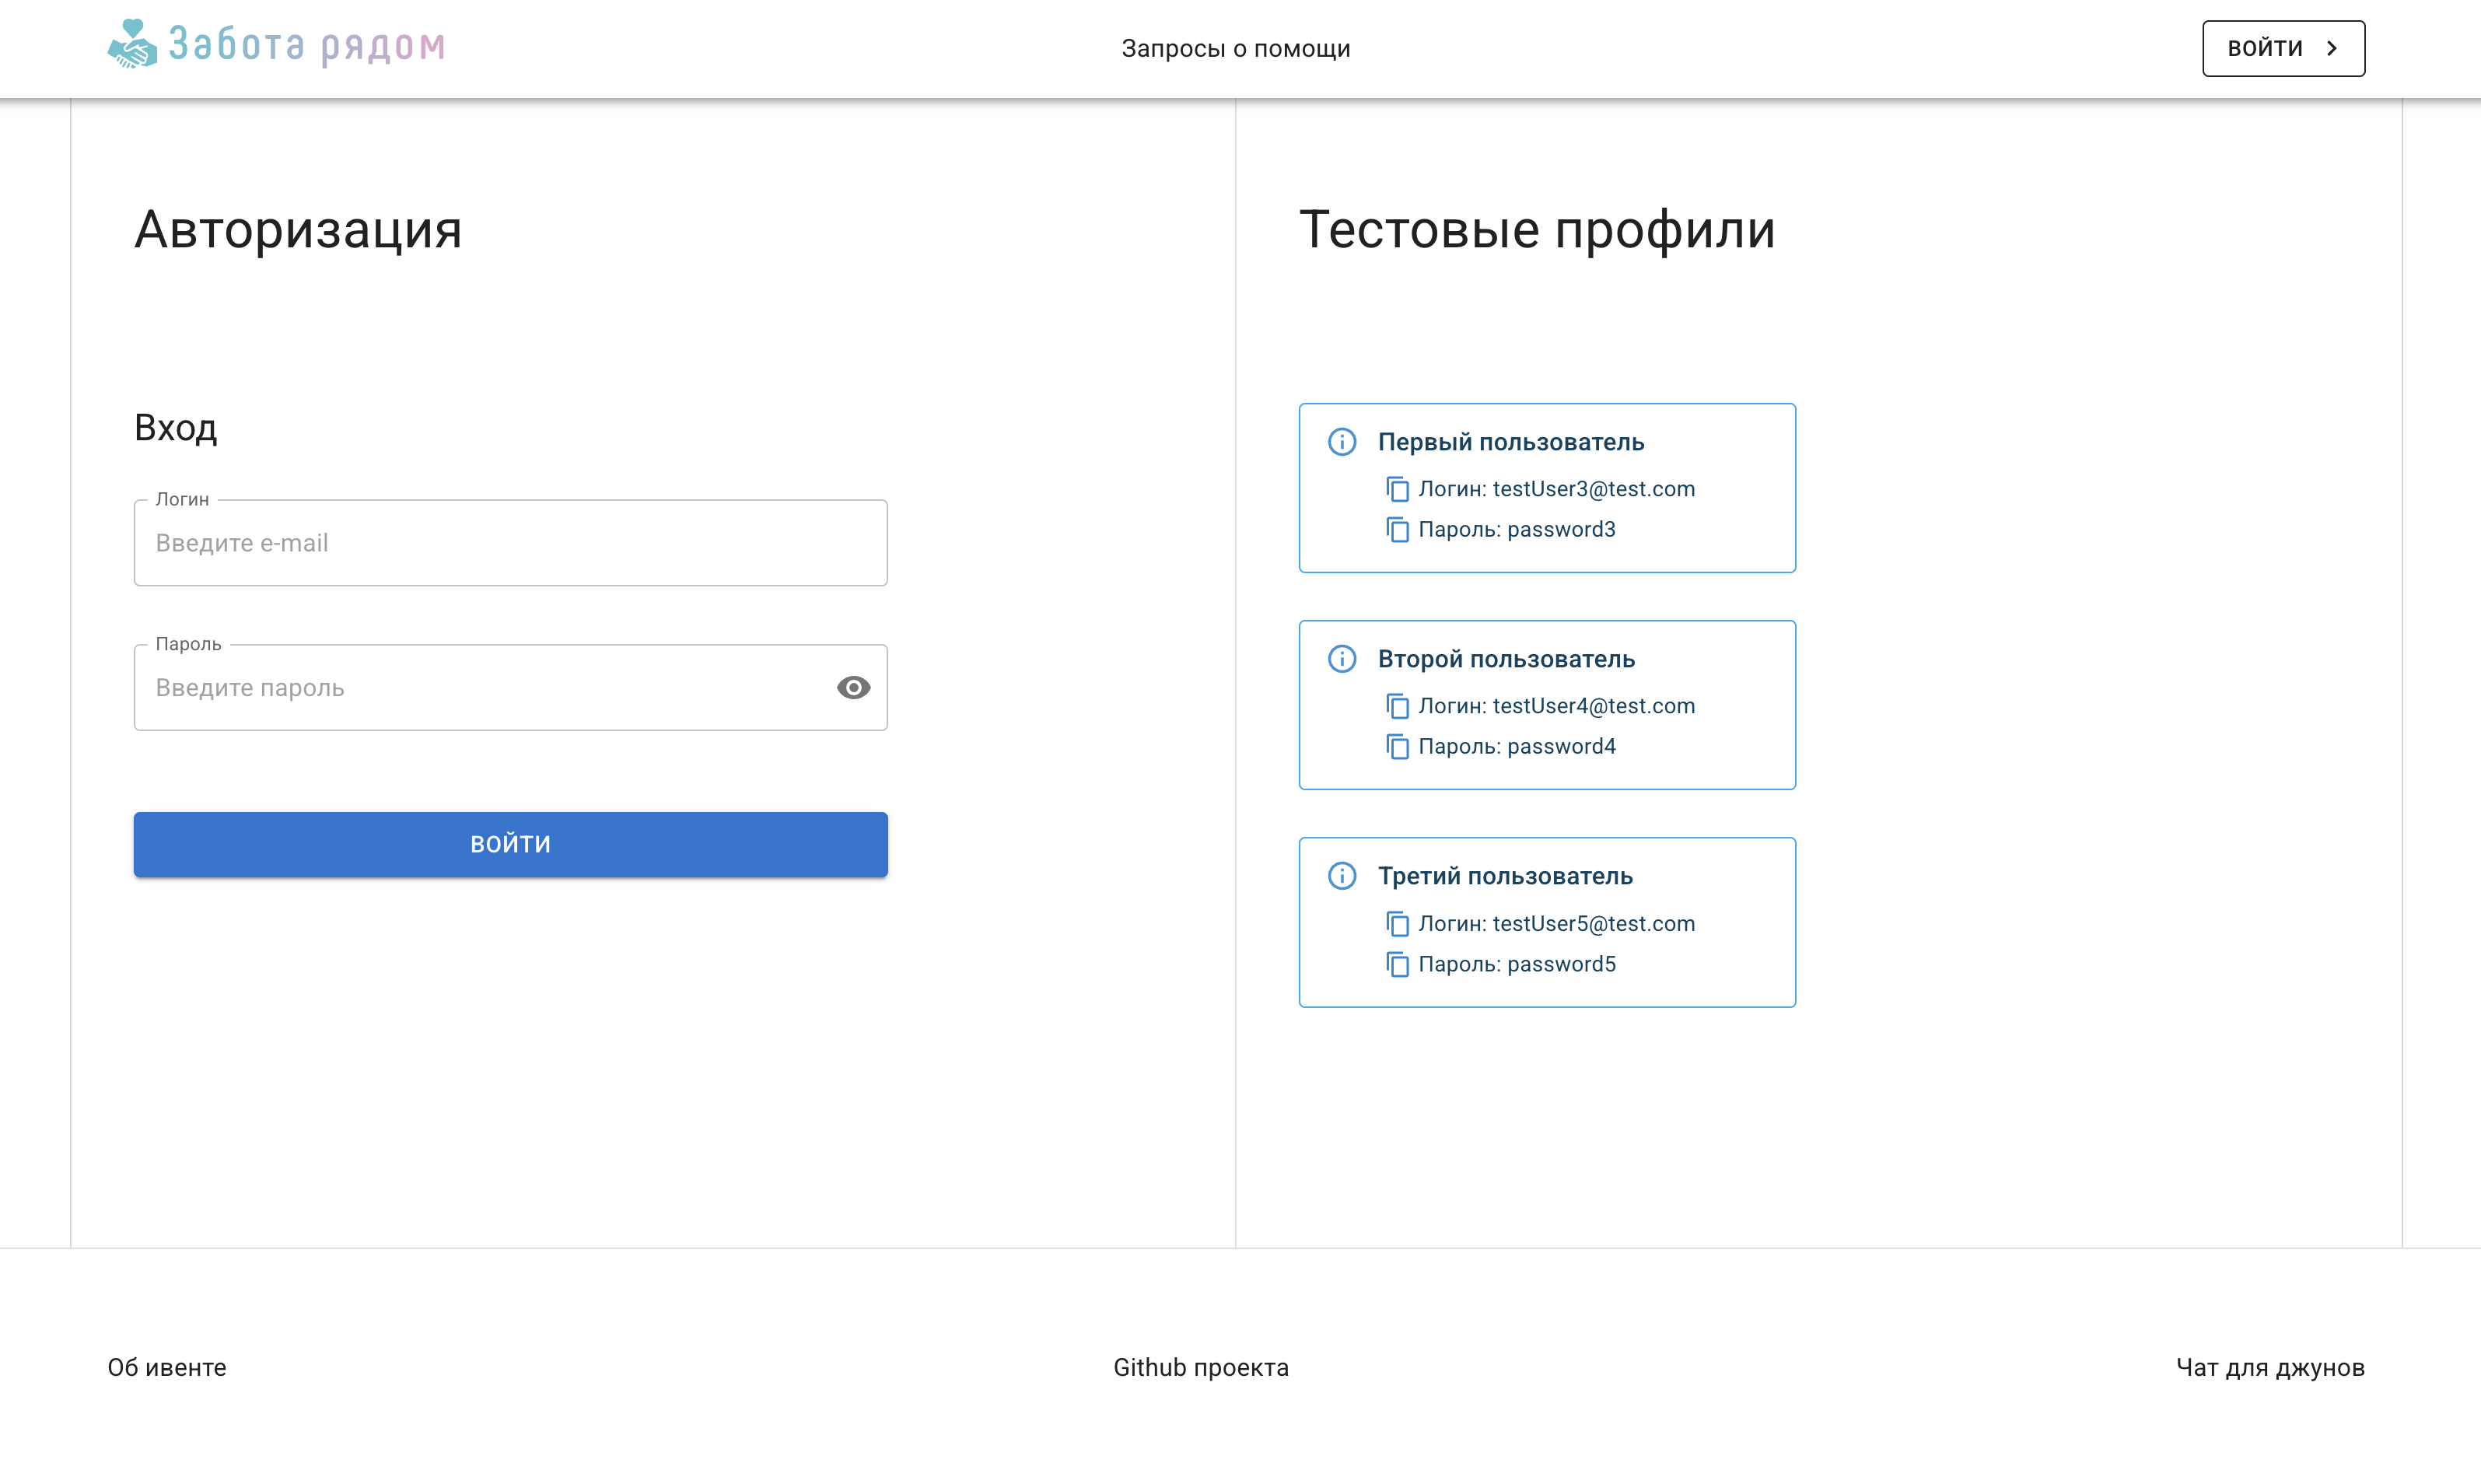 Забота рядом
Запросы о помощи
ВОЙТИ
Авторизация
Вход
Логин
Введите e-mail
Пароль
Введите пароль
ВОЙТИ
Тестовые профили
Первый пользователь
Логин: testUser3@test.com
Пароль: password3
Второй пользователь
Логин: testUser4@test.com
Пароль: password4
Третий пользователь
Логин: testUser5@test.com
Пароль: password5
Об ивенте
Github проекта
Чат для джунов